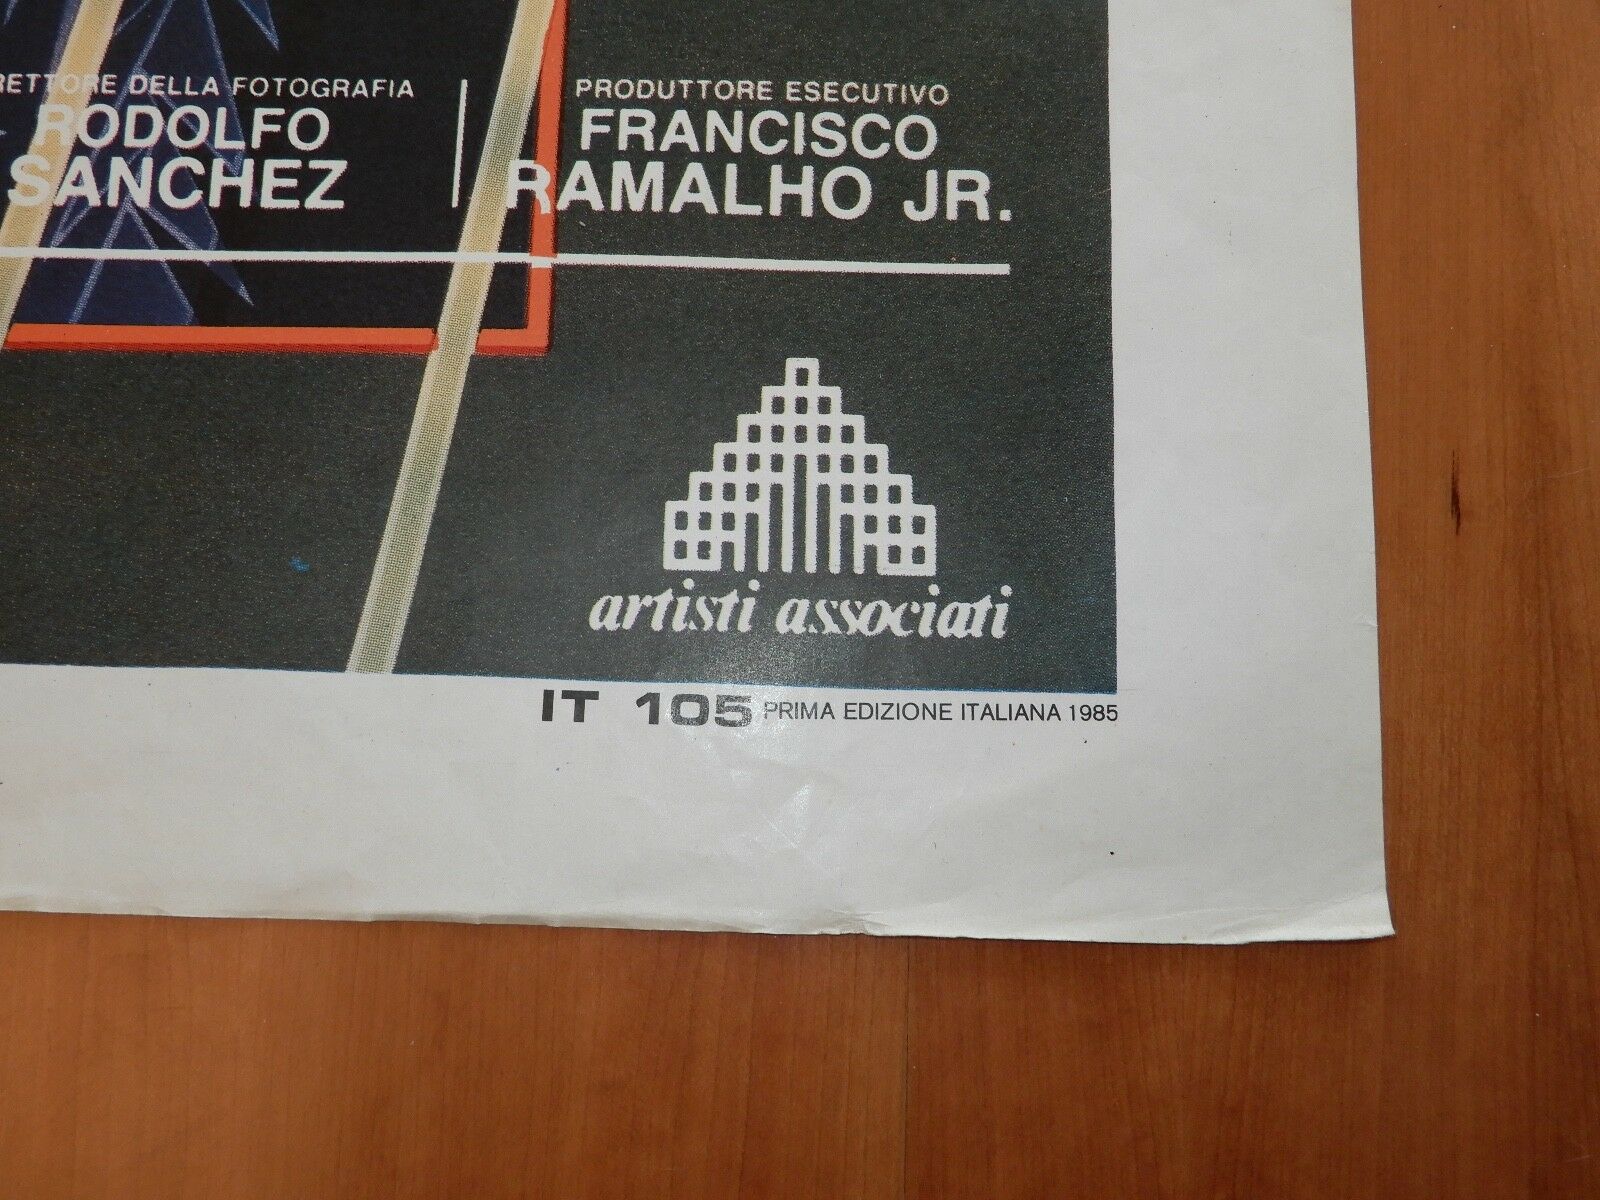 RETTORE DELLA FOTOGRAFIA
RODOLFO
SANCHEZ
PRODUTTORE ESECUTIVO
FRANCISCO
RAMALHO JR.
artisti associati
IT 105 PRIMA EDIZIONE ITALIANA 1985